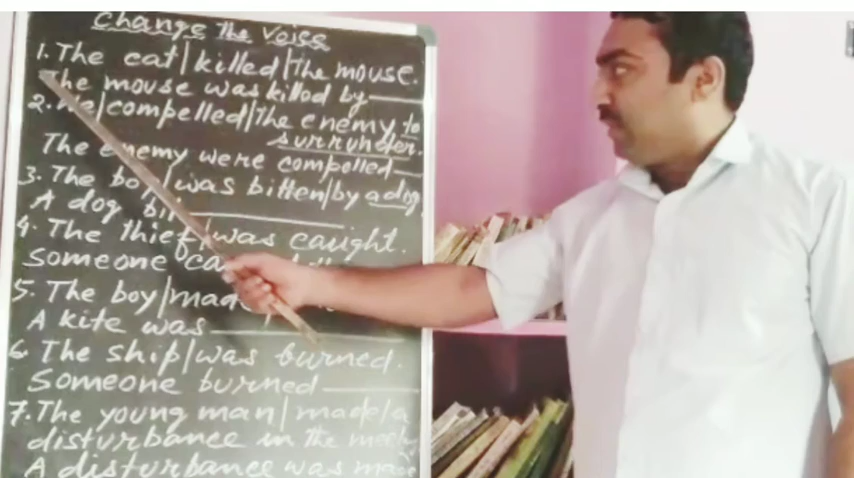 Change the Voice
1. The cat|killed|the mouse.
The mouse was killed by
2. He|compelled|the enemy to
surrunder.
The enemy were compolled
3. The boy|was bitten|by a dog.
A dog bit
4. The thief|was caught.
Someone
5. The boy|made
A kite was
6. The ship|was burned.
Someone burned
7. The young man|made|a
disturbance in the
A disturbance was made